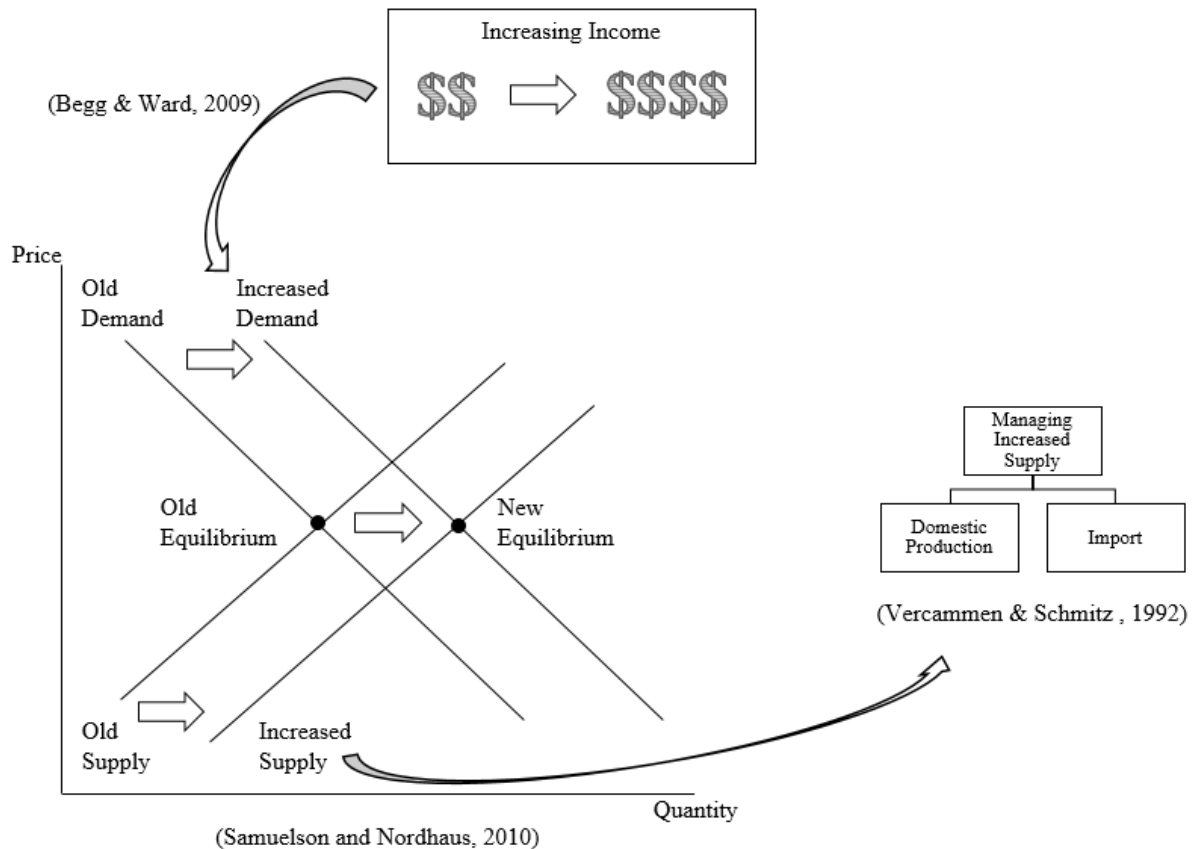 Increasing Income
$$
$$$$
(Begg & Ward, 2009)
Price
Old
Demand
Increased
Demand
Old
Equilibrium
New
Equilibrium
Managing
Increased
Supply
Domestic
Production
Import
(Vercammen & Schmitz , 1992)
Old
Supply
Increased
Supply
Quantity
(Samuelson and Nordhaus, 2010)